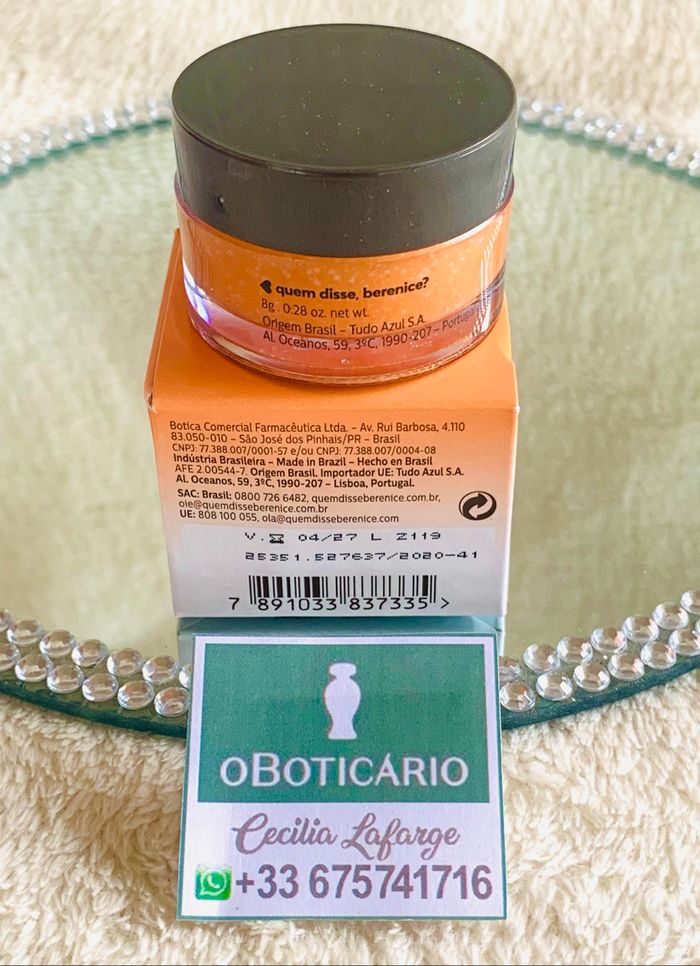 quem disse, berenice?
8g . 0.28 oz. net wt.
Origem Brasil – Tudo Azul S.A.
Al. Oceanos, 59, 3ºC, 1990-207 – Portugal
Botica Comercial Farmacêutica Ltda. – Av. Rui Barbosa, 4.110
83.050-010 – São José dos Pinhais/PR – Brasil
CNPJ: 77.388.007/0001-57 e/ou CNPJ: 77.388.007/0004-08
Indústria Brasileira – Made in Brazil – Hecho en Brasil
AFE 2.00544-7. Origem Brasil. Importador UE: Tudo Azul S.A.
Al. Oceanos, 59, 3ºC, 1990-207 – Lisboa, Portugal.
SAC: Brasil: 0800 726 6482, quemdisseberenice.com.br,
oie@quemdisseberenice.com.br
UE: 808 100 055, ola@quemdisseberenice.com
V. 04/27 L Z119
25351.527637/2020-41
7 891033 837335 >
oBOTICÁRIO
Cecilia Lafarge
+33 675741716